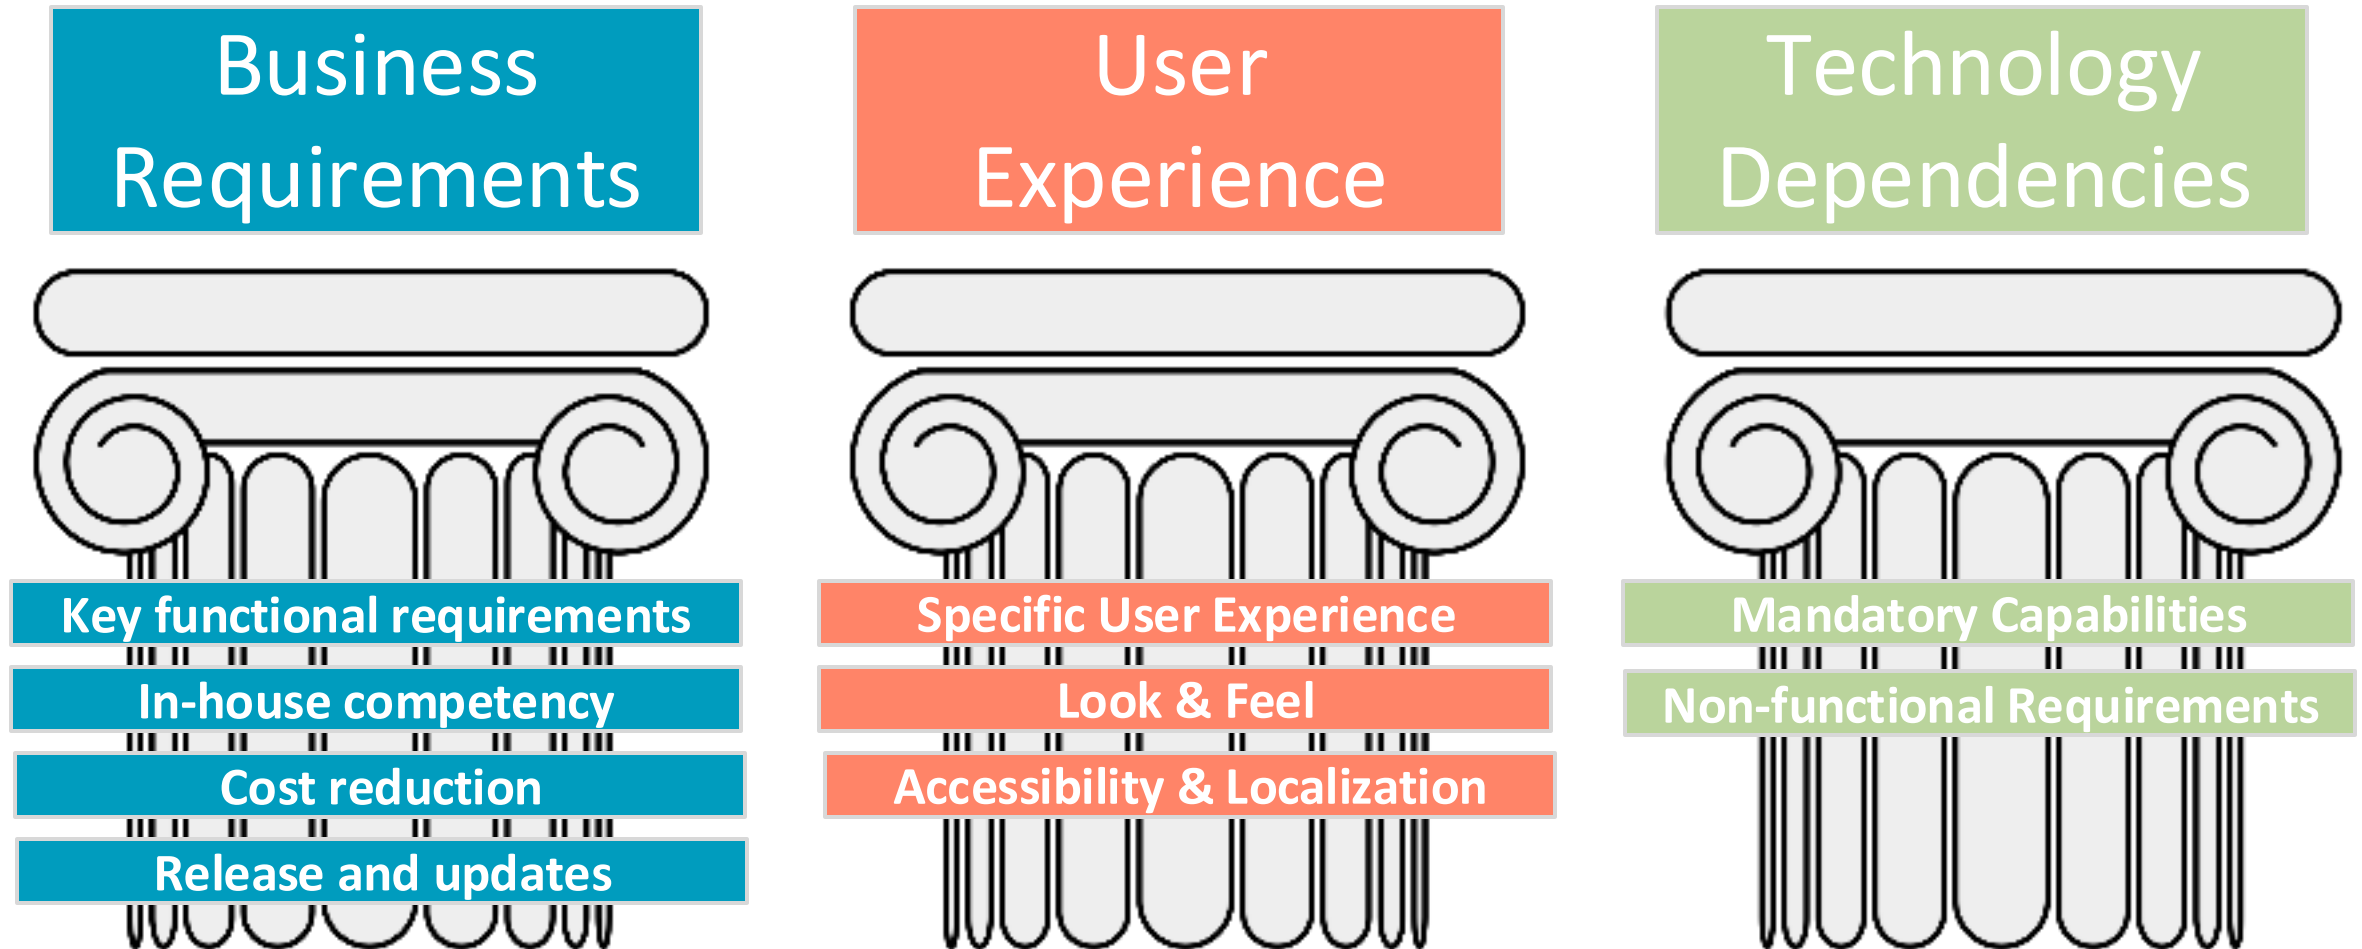 Business
Requirements
Key functional requirements
In-house competency
Cost reduction
Release and updates
User
Experience
Specific User Experience
Look & Feel
Accessibility & Localization
Technology
Dependencies
Mandatory Capabilities
Non-functional Requirements